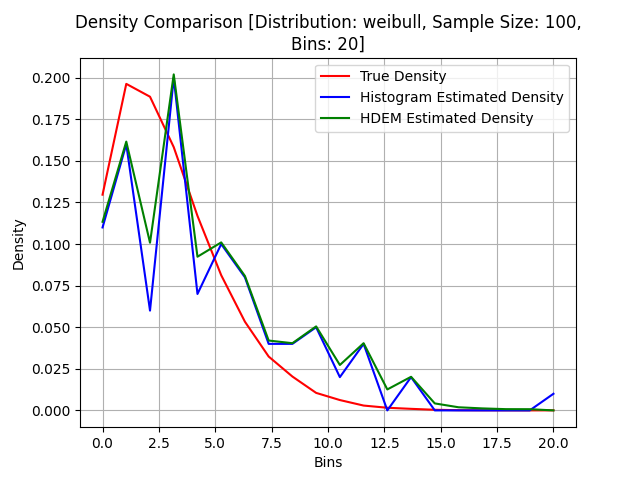 Density Comparison [Distribution: weibull, Sample Size: 100,
Bins: 20]
True Density
Histogram Estimated Density
HDEM Estimated Density
Density
0.200
0.175
0.150
0.125
0.100
0.075
0.050
0.025
0.000
0.0 2.5 5.0 7.5 10.0 12.5 15.0 17.5 20.0
Bins